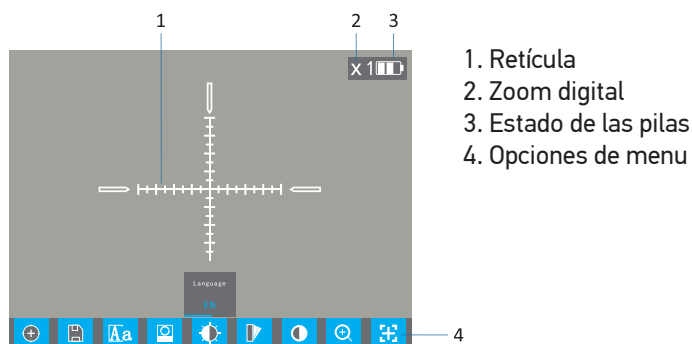 1
2
3
x 1
Language
EN
Aa
4
1. Retícula
2. Zoom digital
3. Estado de las pilas
4. Opciones de menu